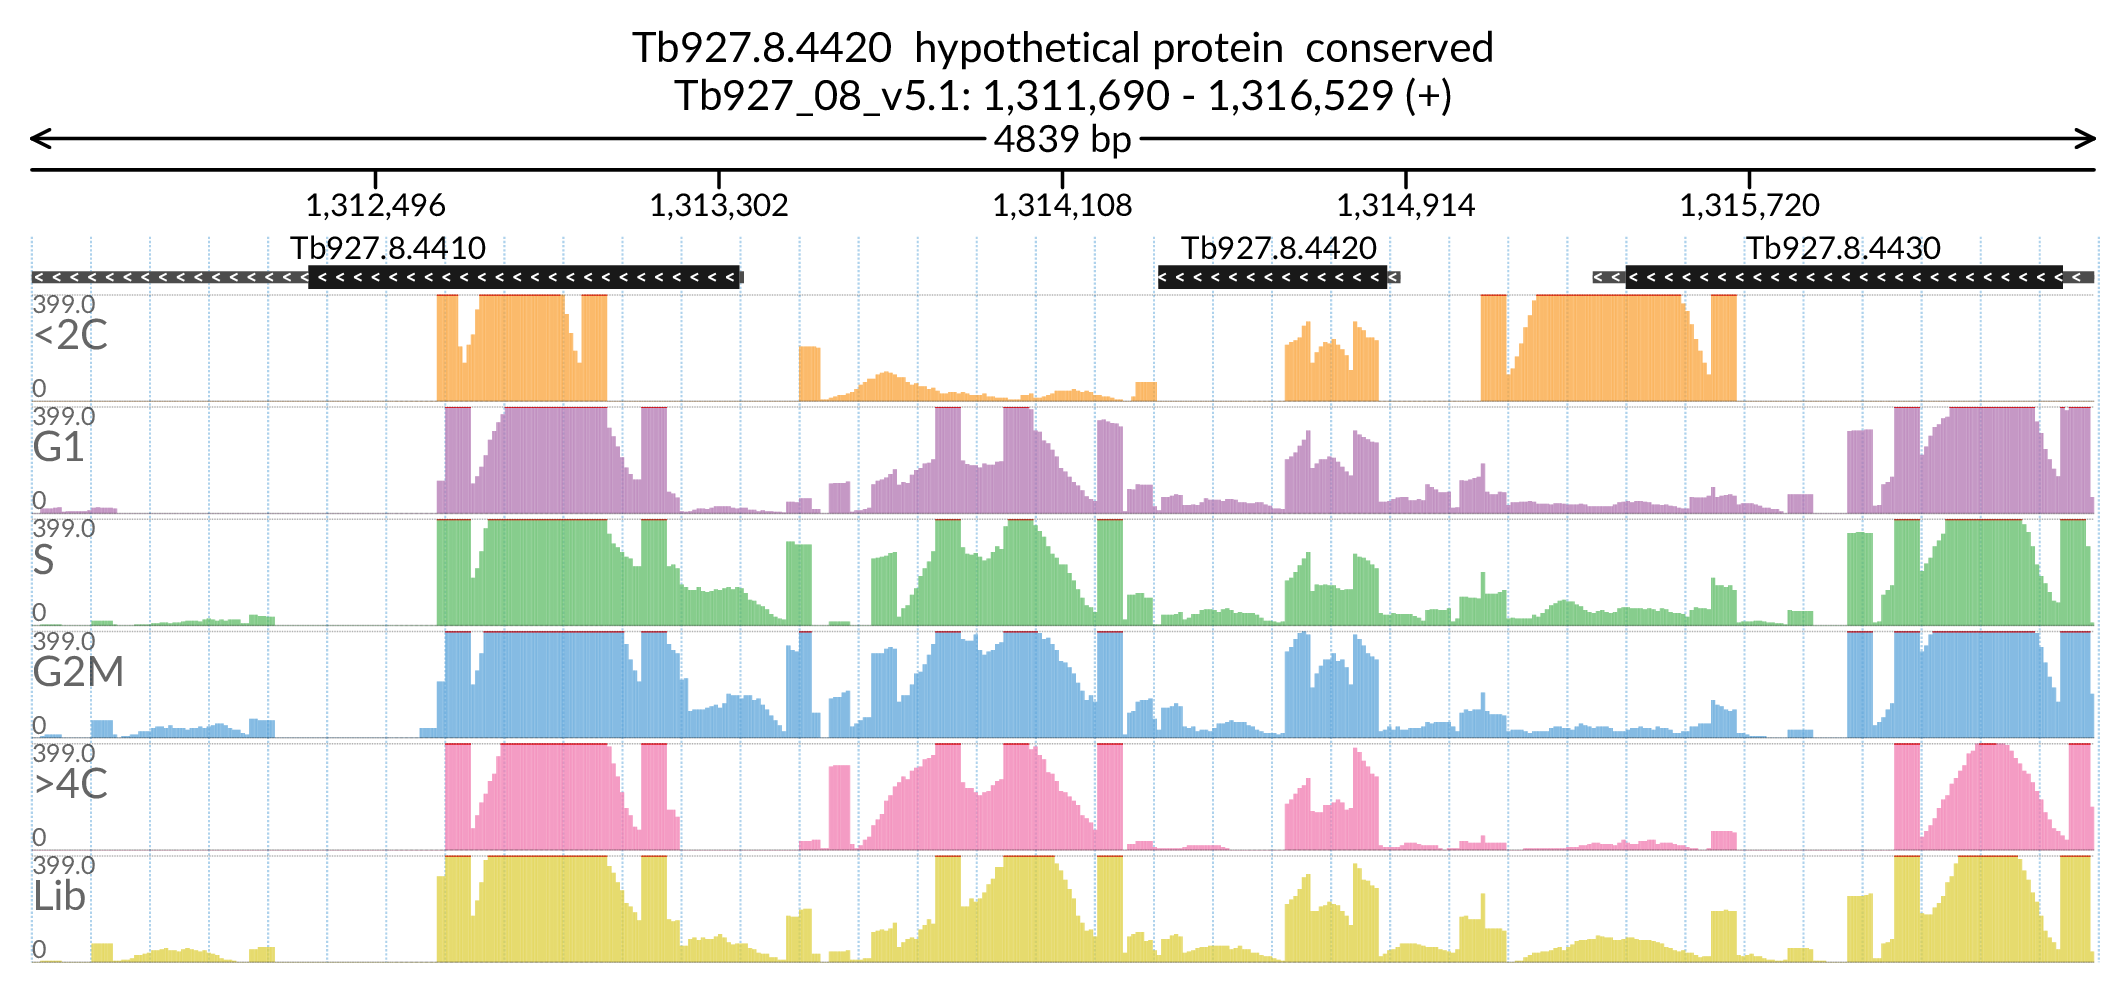 Tb927.8.4420  hypothetical protein  conserved
Tb927_08_v5.1: 1,311,690 - 1,316,529 (+)
4839 bp
1,312,496 1,313,302 1,314,108 1,314,914 1,315,720
Tb927.8.4410 Tb927.8.4420 Tb927.8.4430
399.0
<2C
0
399.0
G1
0
399.0
S
0
399.0
G2M
0
399.0
>4C
0
399.0
Lib
0